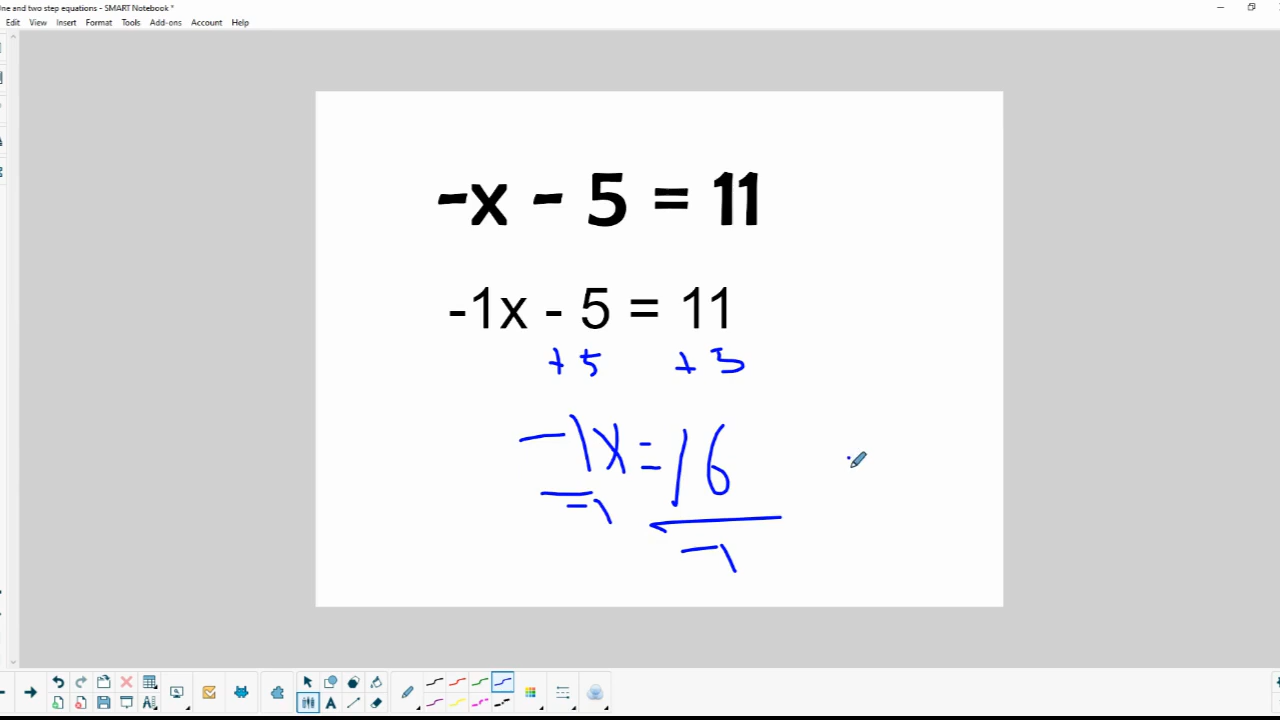 One and two step equations - SMART Notebook *
Edit View Insert Format Tools Add-ons Account Help
-x - 5 = 11
-1x - 5 = 11
+5 +5
-1x = 16
-1 -1